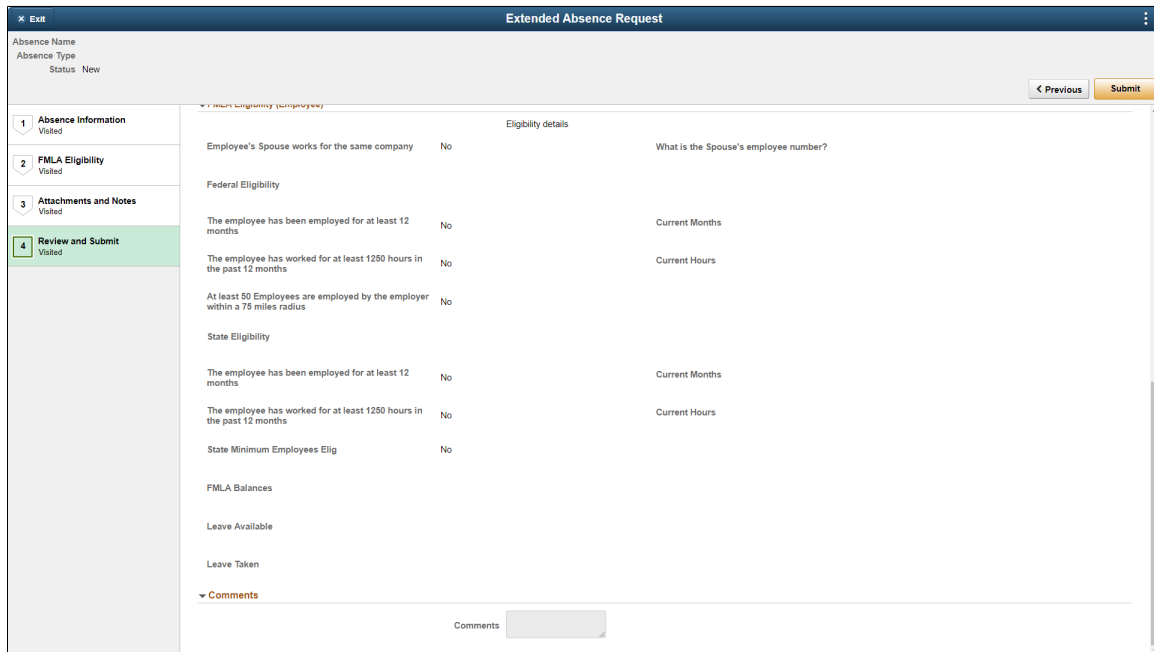 × Exit
Extended Absence Request
Absence Name
Absence Type
Status New
Previous
Submit
1 Absence Information
Visited
2 FMLA Eligibility
Visited
3 Attachments and Notes
Visited
4 Review and Submit
Visited
FMLA Eligibility (Employee)
Eligibility details
Employee's Spouse works for the same company No What is the Spouse's employee number?
Federal Eligibility
The employee has been employed for at least 12
months No Current Months
The employee has worked for at least 1250 hours in
the past 12 months No Current Hours
At least 50 Employees are employed by the employer
within a 75 miles radius No
State Eligibility
The employee has been employed for at least 12
months No Current Months
The employee has worked for at least 1250 hours in
the past 12 months No Current Hours
State Minimum Employees Elig No
FMLA Balances
Leave Available
Leave Taken
Comments
Comments